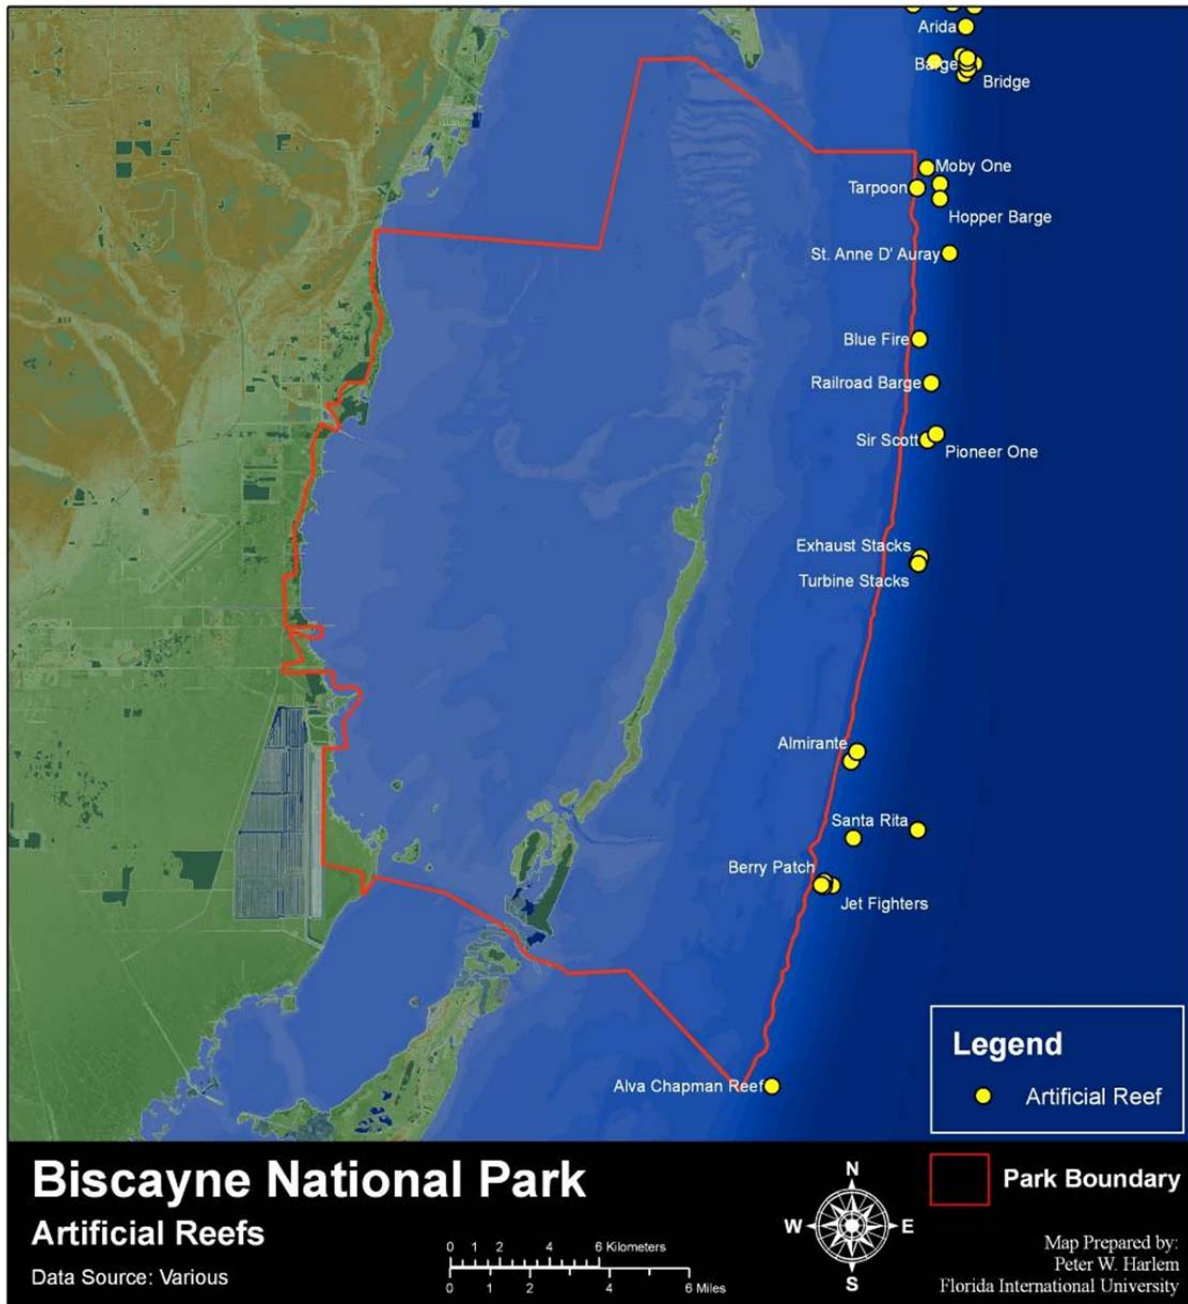 Arida
Barge
Bridge
Moby One
Tarpoon
Hopper Barge
St. Anne D' Auray
Blue Fire
Railroad Barge
Sir Scott
Pioneer One
Exhaust Stacks
Turbine Stacks
Almirante
Santa Rita
Berry Patch
Jet Fighters
Alva Chapman Reef
Legend
Artificial Reef
Biscayne National Park
Artificial Reefs
Data Source: Various
0 1 2 4 6 Kilometers
0 2 4 6 Miles
N
W E
S
Park Boundary
Map Prepared by:
Peter W. Harlem
Florida International University